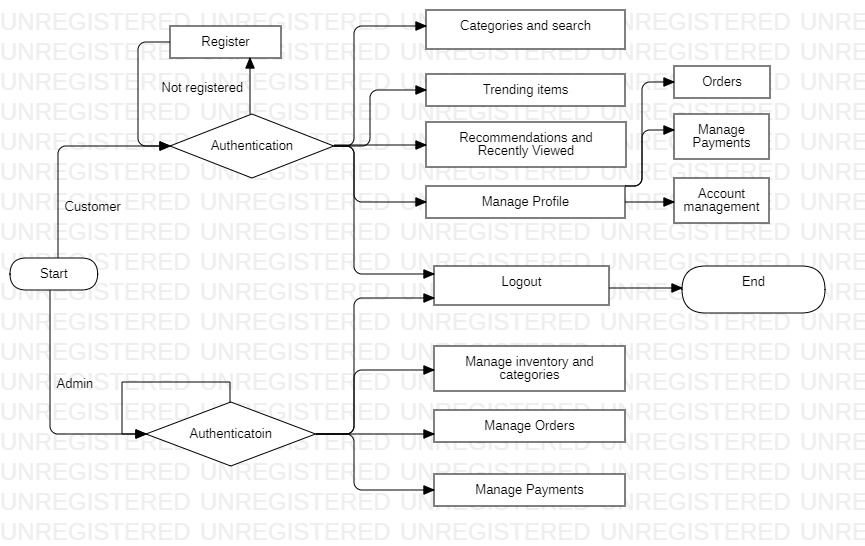 Register
Not registered
Authentication
Customer
Categories and search
Trending items
Recommendations and
Recently Viewed
Manage Profile
Orders
Manage
Payments
Account
management
Start
Logout
End
Admin
Authenticatoin
Manage inventory and
categories
Manage Orders
Manage Payments
UNREGISTERED UNREGISTERED UNREGISTERED UNREGISTERED UNRE